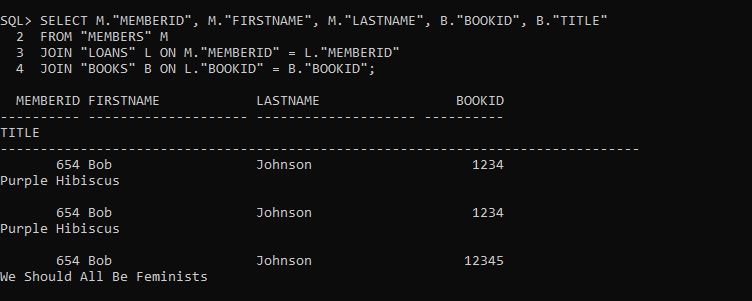 SQL> SELECT M."MEMBERID", M."FIRSTNAME", M."LASTNAME", B."BOOKID", B."TITLE"
  2  FROM "MEMBERS" M
  3  JOIN "LOANS" L ON M."MEMBERID" = L."MEMBERID"
  4  JOIN "BOOKS" B ON L."BOOKID" = B."BOOKID";

  MEMBERID FIRSTNAME            LASTNAME                 BOOKID
---------- -------------------- -------------------- ----------
TITLE
--------------------------------------------------------------------------------
       654 Bob                  Johnson                    1234
Purple Hibiscus

       654 Bob                  Johnson                    1234
Purple Hibiscus

       654 Bob                  Johnson                   12345
We Should All Be Feminists